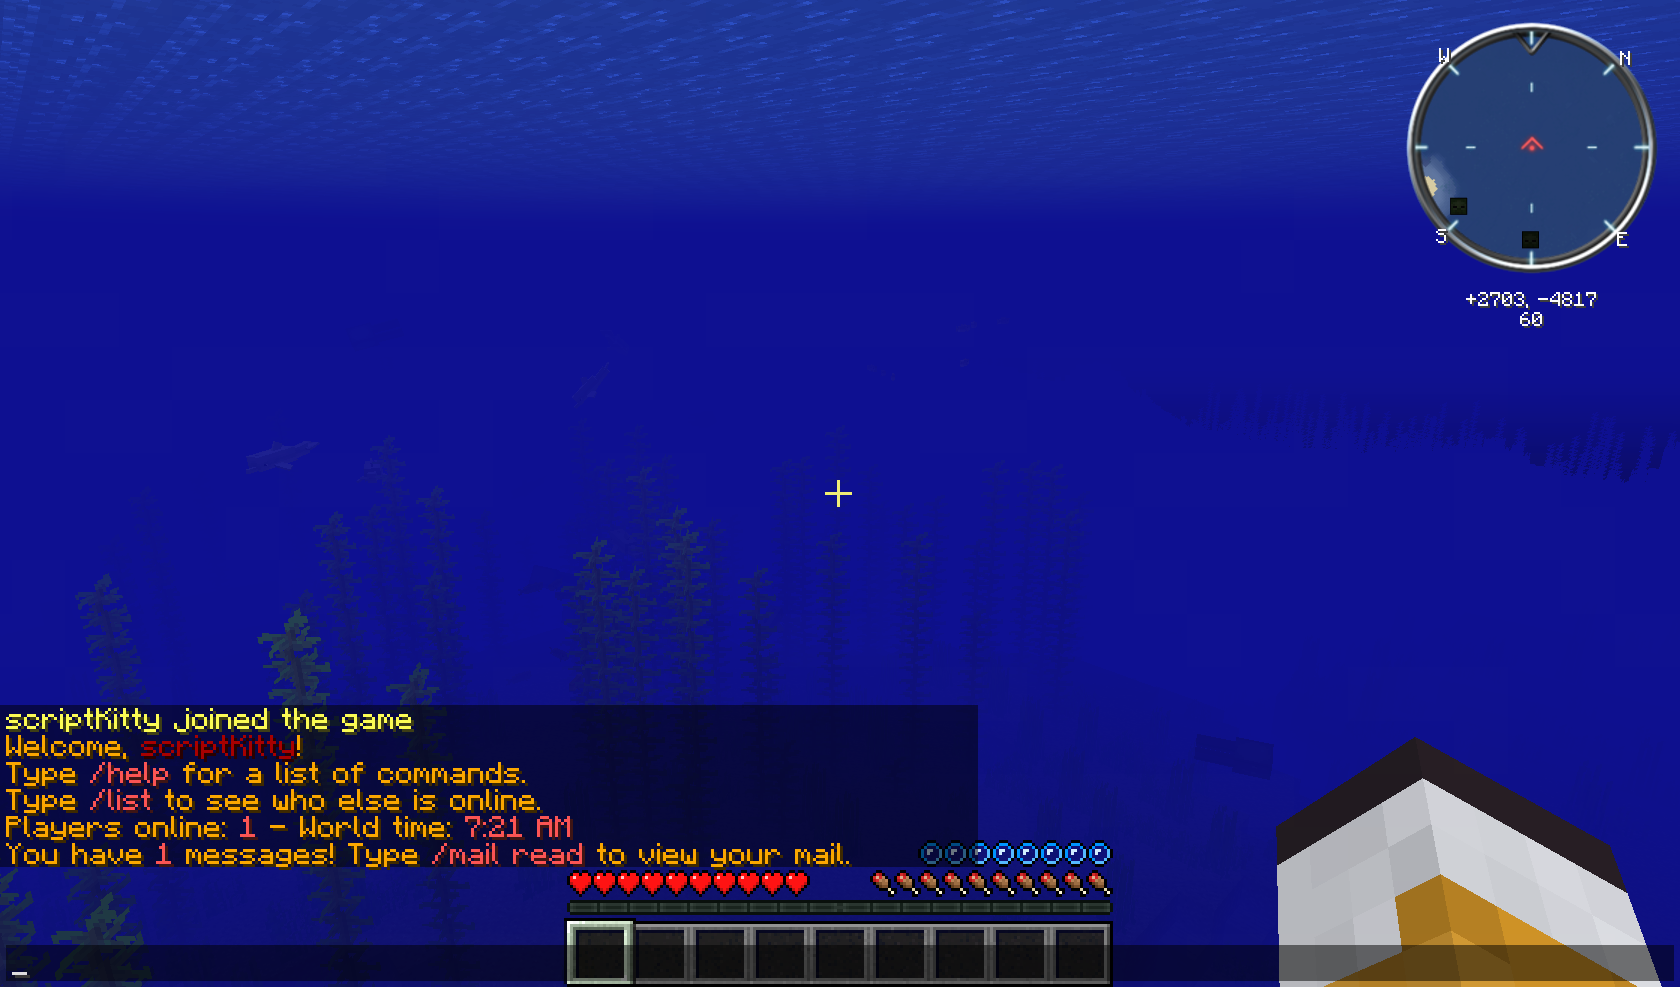 W N
S E
+2703, -4817
60
scriptKitty joined the game
Welcome, scriptKitty!
Type /help for a list of commands.
Type /list to see who else is online.
Players online: 1 - World time: 7:21 AM
You have 1 messages! Type /mail read to view your mail.
_